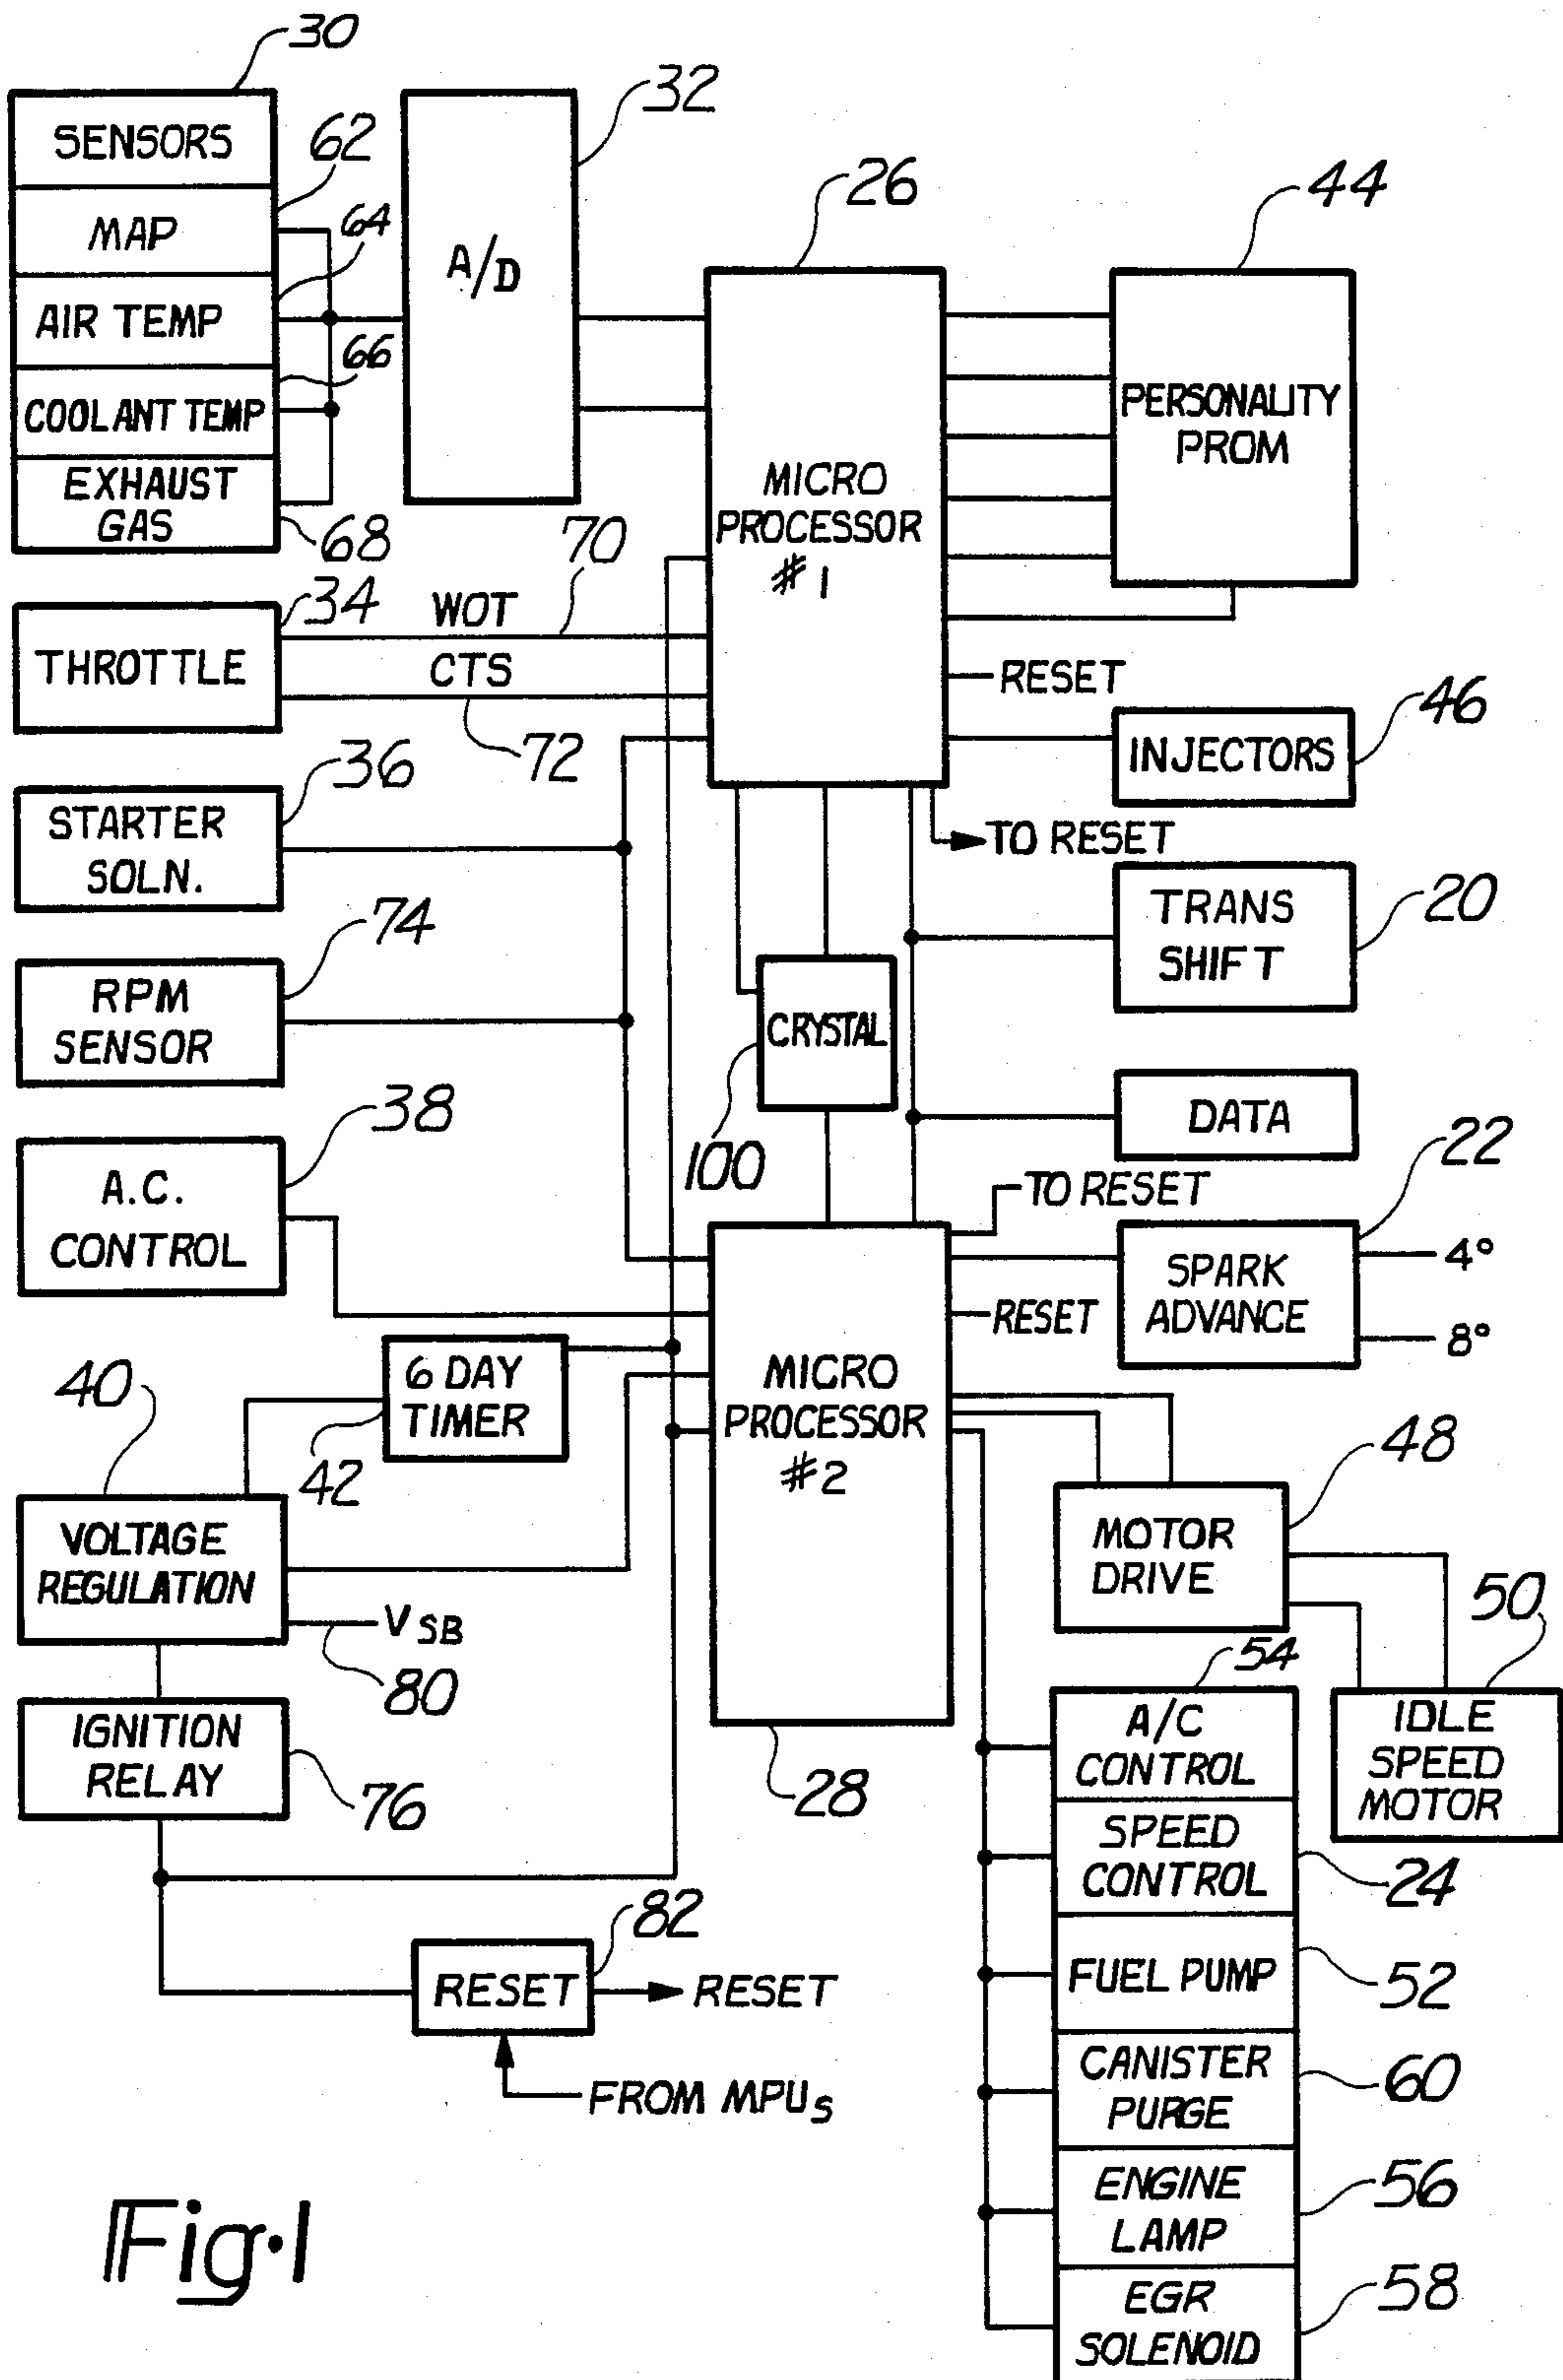 30
SENSORS
62
MAP
64
AIR TEMP
66
COOLANT TEMP
EXHAUST
GAS
68
32
A/D
26
MICRO
PROCESSOR
#1
44
PERSONALITY
PROM
34
THROTTLE
WOT
70
CTS
72
RESET
INJECTORS
46
TO RESET
36
STARTER
SOLN.
TRANS
SHIFT
20
74
RPM
SENSOR
CRYSTAL
100
DATA
38
A.C.
CONTROL
TO RESET
22
SPARK
ADVANCE
4°
8°
RESET
6 DAY
TIMER
42
40
VOLTAGE
REGULATION
VSB
80
MICRO
PROCESSOR
#2
28
48
MOTOR
DRIVE
50
IDLE
SPEED
MOTOR
IGNITION
RELAY
76
54
A/C
CONTROL
SPEED
CONTROL
24
FUEL PUMP
52
CANISTER
PURGE
60
ENGINE
LAMP
56
EGR
SOLENOID
58
82
RESET
RESET
FROM MPUS
Fig.1